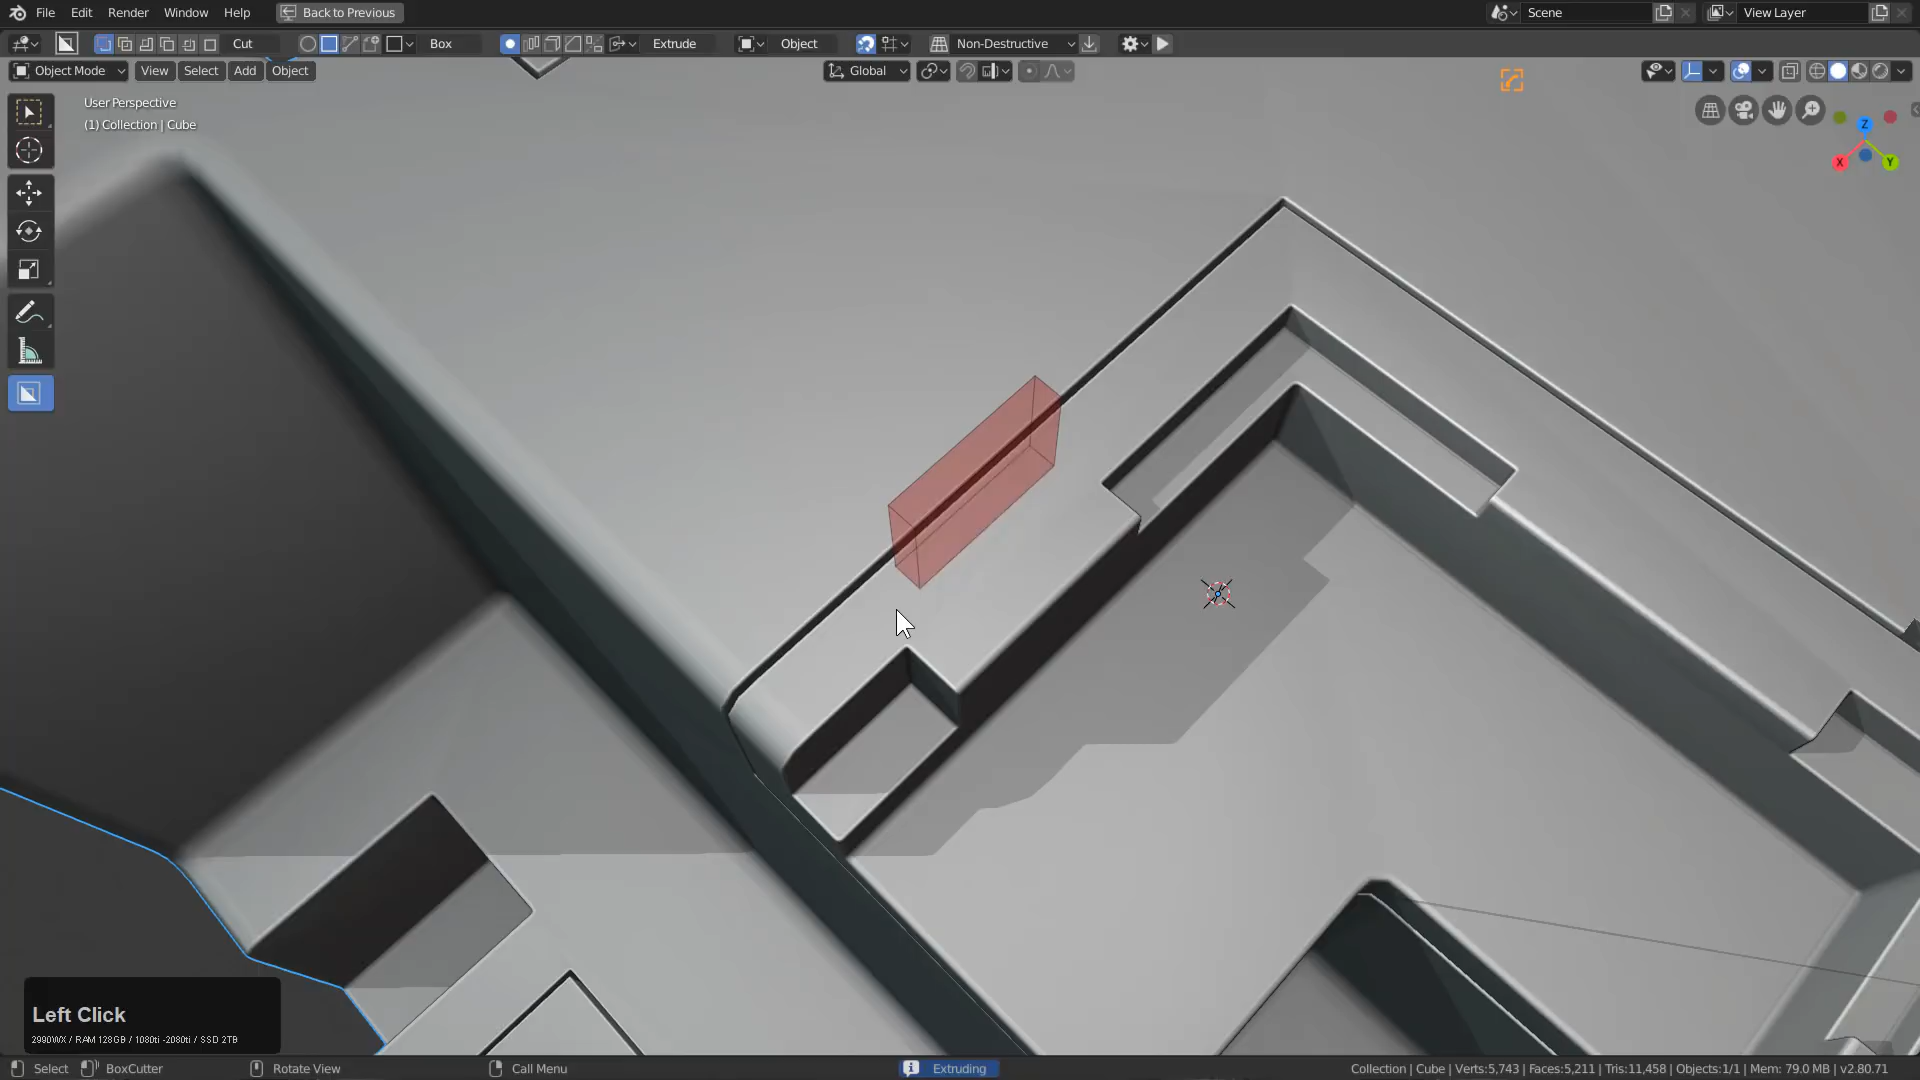 File Edit Render Window Help Back to Previous Scene View Layer
Cut Box Extrude Object Non-Destructive
Object Mode View Select Add Object Global
User Perspective
(1) Collection | Cube
Z
X
Y
Left Click
2990WX / RAM 128GB / 1080ti -2080ti / SSD 2TB
Select BoxCutter Rotate View Call Menu Extruding Collection | Cube | Verts:5,743 | Faces:5,211 | Tris:11,458 | Objects:1/1 | Mem: 79.0 MB | v2.80.71